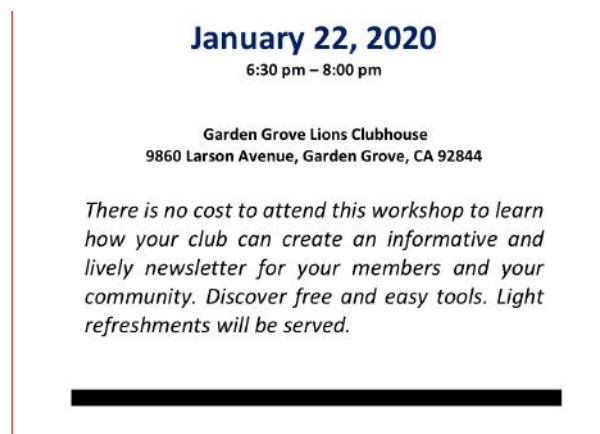 January 22, 2020
6:30 pm – 8:00 pm
Garden Grove Lions Clubhouse
9860 Larson Avenue, Garden Grove, CA 92844
There is no cost to attend this workshop to learn
how your club can create an informative and
lively newsletter for your members and your
community. Discover free and easy tools. Light
refreshments will be served.